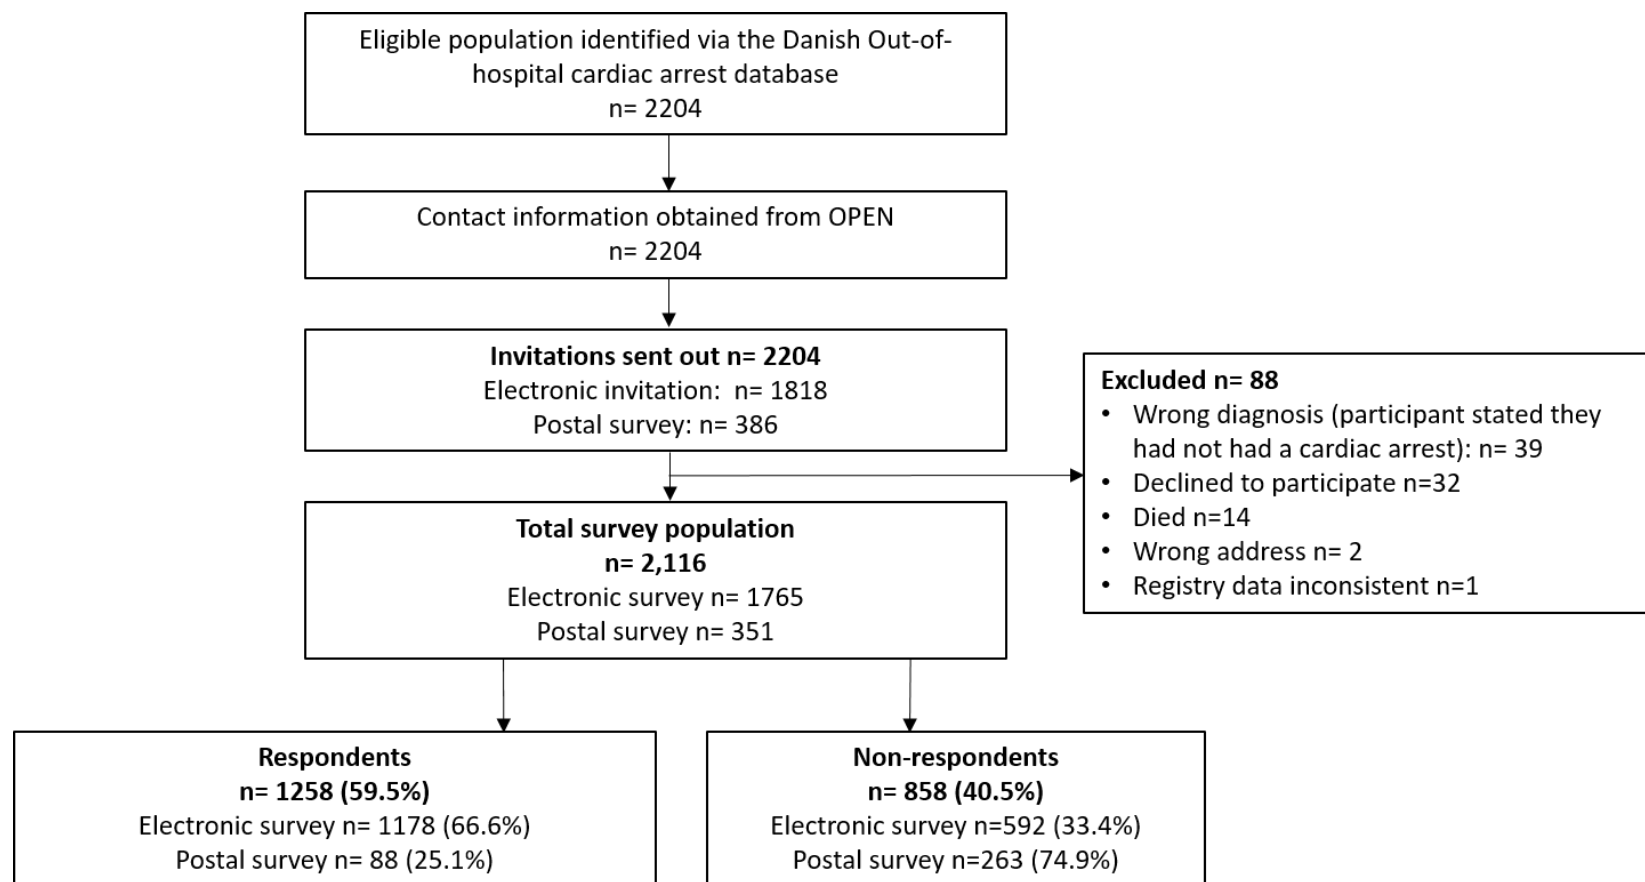 Eligible population identified via the Danish Out-of-
hospital cardiac arrest database
n= 2204
Contact information obtained from OPEN
n= 2204
Invitations sent out n= 2204
Electronic invitation:  n= 1818
Postal survey: n= 386
Excluded n= 88
• Wrong diagnosis (participant stated they
had not had a cardiac arrest): n= 39
• Declined to participate n=32
• Died n=14
• Wrong address n= 2
• Registry data inconsistent n=1
Total survey population
n= 2,116
Electronic survey n= 1765
Postal survey n= 351
Respondents
n= 1258 (59.5%)
Electronic survey n= 1178 (66.6%)
Postal survey n= 88 (25.1%)
Non-respondents
n= 858 (40.5%)
Electronic survey n=592 (33.4%)
Postal survey n=263 (74.9%)